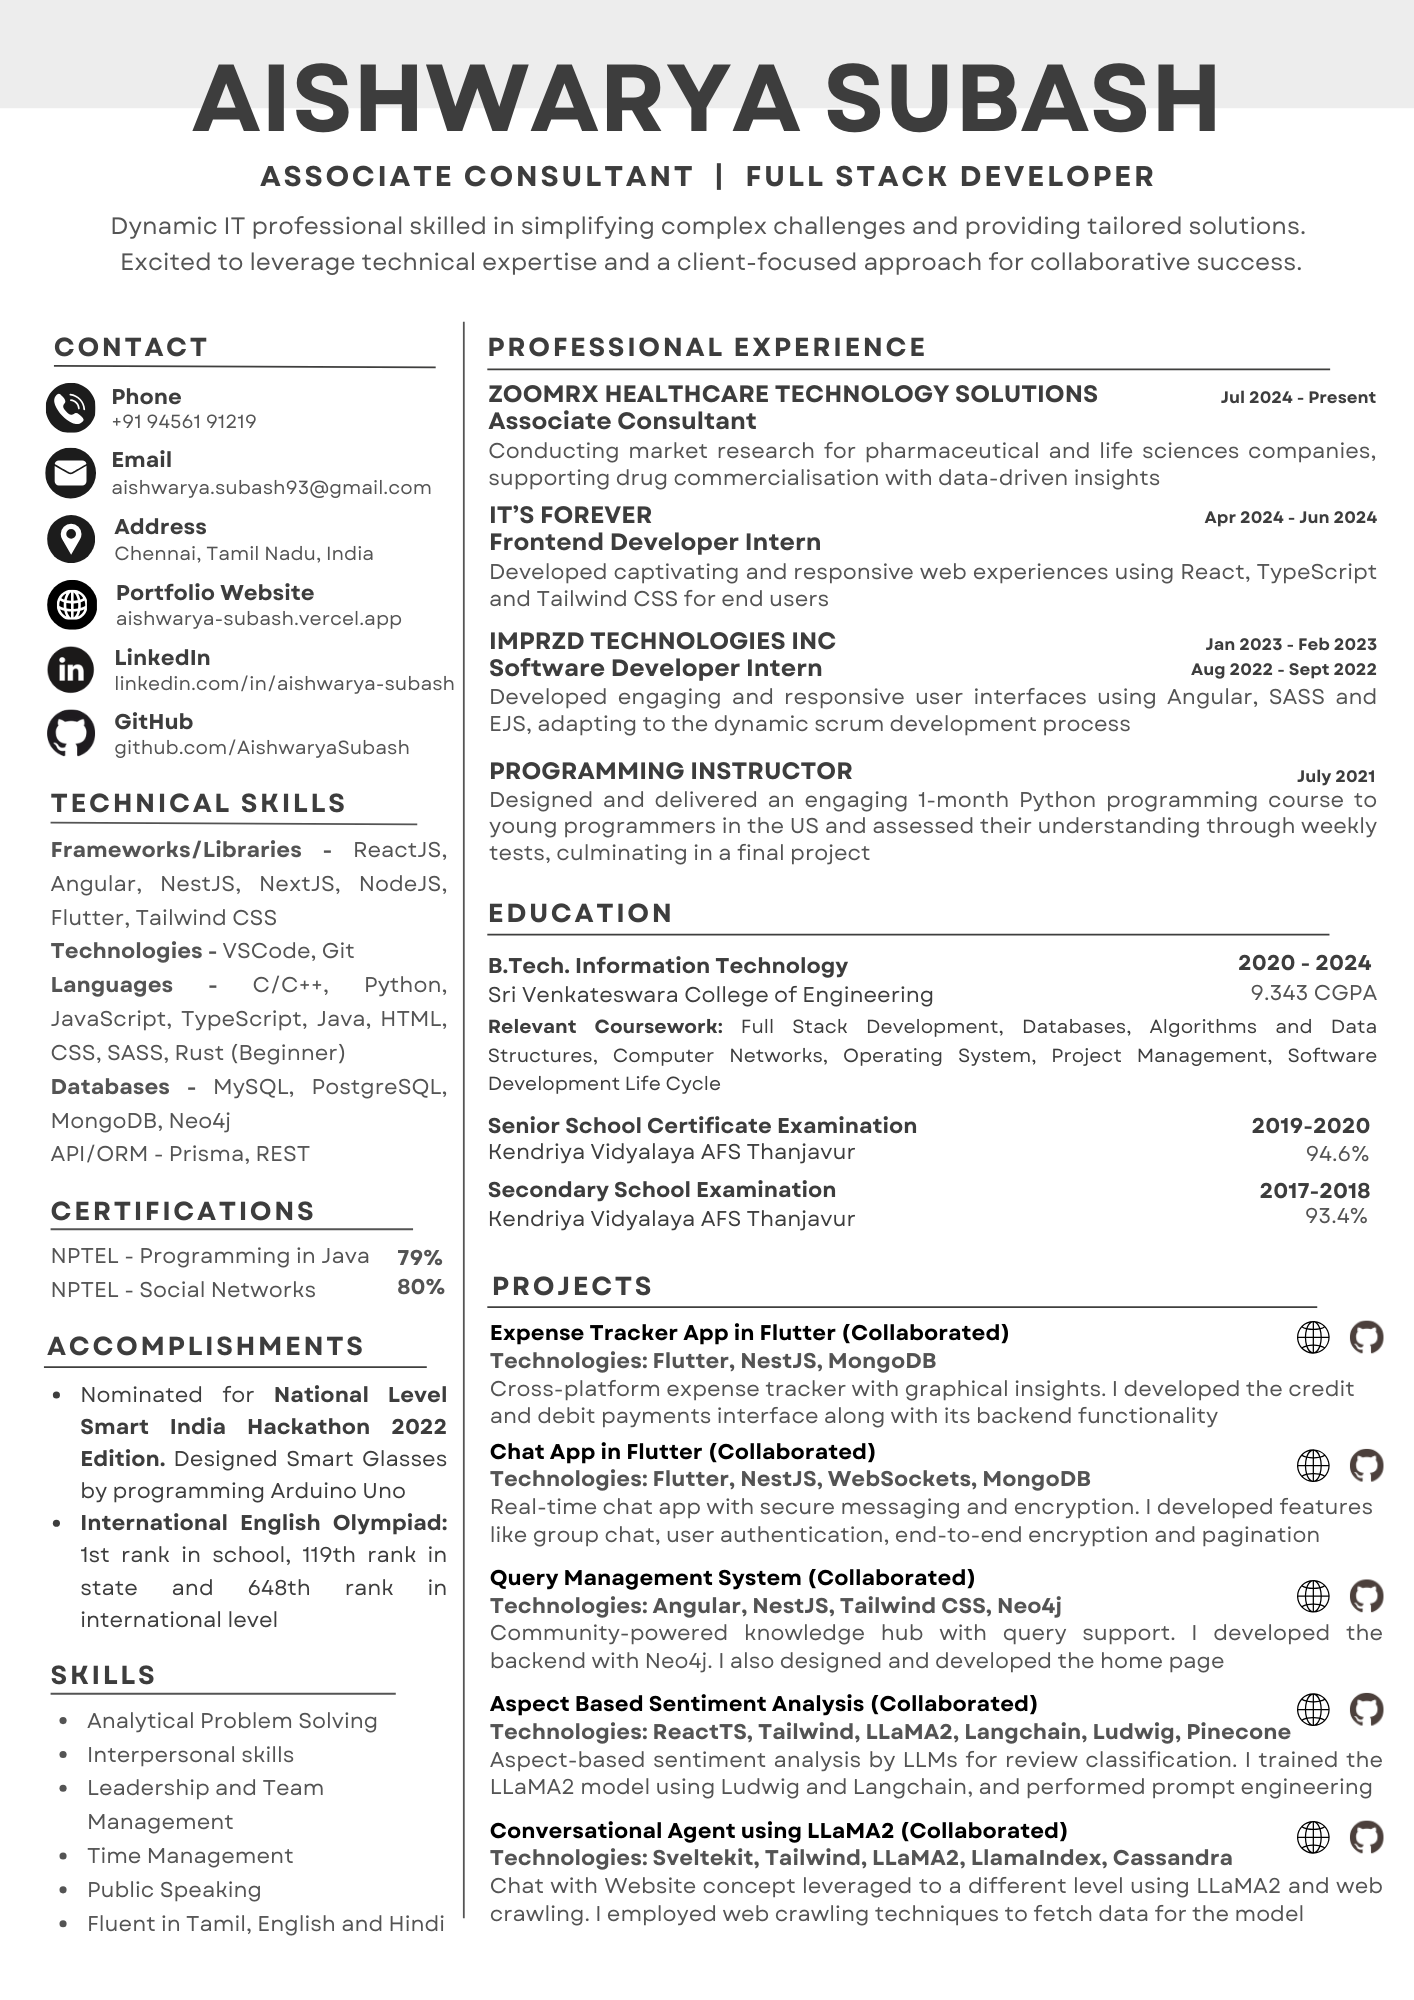 AISHWARYA SUBASH
ASSOCIATE CONSULTANT | FULL STACK DEVELOPER
Dynamic IT professional skilled in simplifying complex challenges and providing tailored solutions.
Excited to leverage technical expertise and a client-focused approach for collaborative success.
CONTACT
Phone
+91 94561 91219
Email
aishwarya.subash93@gmail.com
Address
Chennai, Tamil Nadu, India
Portfolio Website
aishwarya-subash.vercel.app
LinkedIn
linkedin.com/in/aishwarya-subash
GitHub
github.com/AishwaryaSubash
TECHNICAL SKILLS
Frameworks/Libraries - ReactJS,
Angular, NestJS, NextJS, NodeJS,
Flutter, Tailwind CSS
Technologies - VSCode, Git
Languages - C/C++, Python,
JavaScript, TypeScript, Java, HTML,
CSS, SASS, Rust (Beginner)
Databases - MySQL, PostgreSQL,
MongoDB, Neo4j
API/ORM - Prisma, REST
CERTIFICATIONS
NPTEL - Programming in Java 79%
NPTEL - Social Networks 80%
ACCOMPLISHMENTS
• Nominated for National Level
Smart India Hackathon 2022
Edition. Designed Smart Glasses
by programming Arduino Uno
• International English Olympiad:
1st rank in school, 119th rank in
state and 648th rank in
international level
SKILLS
• Analytical Problem Solving
• Interpersonal skills
• Leadership and Team
Management
• Time Management
• Public Speaking
• Fluent in Tamil, English and Hindi
PROFESSIONAL EXPERIENCE
ZOOMRX HEALTHCARE TECHNOLOGY SOLUTIONS Jul 2024 - Present
Associate Consultant
Conducting market research for pharmaceutical and life sciences companies,
supporting drug commercialisation with data-driven insights
IT’S FOREVER Apr 2024 - Jun 2024
Frontend Developer Intern
Developed captivating and responsive web experiences using React, TypeScript
and Tailwind CSS for end users
IMPRZD TECHNOLOGIES INC Jan 2023 - Feb 2023
Software Developer Intern Aug 2022 - Sept 2022
Developed engaging and responsive user interfaces using Angular, SASS and
EJS, adapting to the dynamic scrum development process
PROGRAMMING INSTRUCTOR July 2021
Designed and delivered an engaging 1-month Python programming course to
young programmers in the US and assessed their understanding through weekly
tests, culminating in a final project
EDUCATION
B.Tech. Information Technology 2020 - 2024
Sri Venkateswara College of Engineering 9.343 CGPA
Relevant Coursework: Full Stack Development, Databases, Algorithms and Data
Structures, Computer Networks, Operating System, Project Management, Software
Development Life Cycle
Senior School Certificate Examination 2019-2020
Kendriya Vidyalaya AFS Thanjavur 94.6%
Secondary School Examination 2017-2018
Kendriya Vidyalaya AFS Thanjavur 93.4%
PROJECTS
Expense Tracker App in Flutter (Collaborated)
Technologies: Flutter, NestJS, MongoDB
Cross-platform expense tracker with graphical insights. I developed the credit
and debit payments interface along with its backend functionality
Chat App in Flutter (Collaborated)
Technologies: Flutter, NestJS, WebSockets, MongoDB
Real-time chat app with secure messaging and encryption. I developed features
like group chat, user authentication, end-to-end encryption and pagination
Query Management System (Collaborated)
Technologies: Angular, NestJS, Tailwind CSS, Neo4j
Community-powered knowledge hub with query support. I developed the
backend with Neo4j. I also designed and developed the home page
Aspect Based Sentiment Analysis (Collaborated)
Technologies: ReactTS, Tailwind, LLaMA2, Langchain, Ludwig, Pinecone
Aspect-based sentiment analysis by LLMs for review classification. I trained the
LLaMA2 model using Ludwig and Langchain, and performed prompt engineering
Conversational Agent using LLaMA2 (Collaborated)
Technologies: Sveltekit, Tailwind, LLaMA2, LlamaIndex, Cassandra
Chat with Website concept leveraged to a different level using LLaMA2 and web
crawling. I employed web crawling techniques to fetch data for the model